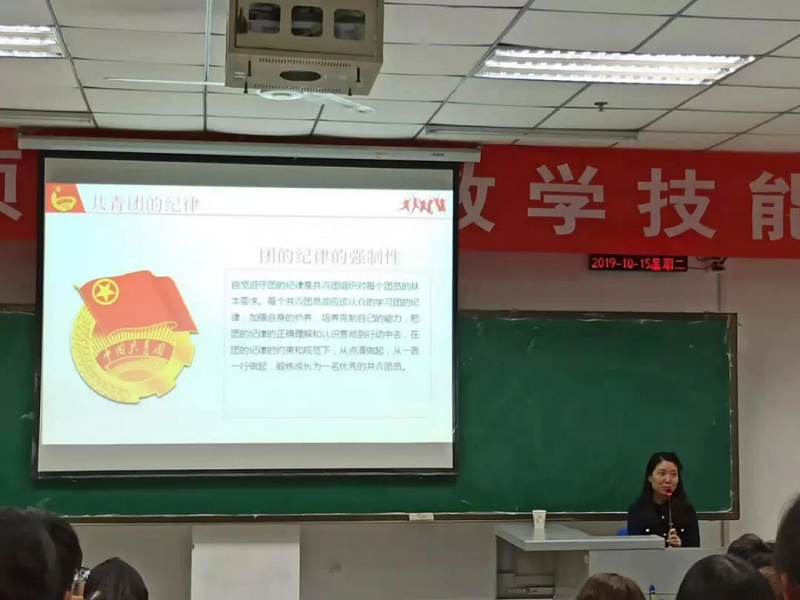 教学技能
2019-10-15星期二
共青团的纪律
团的纪律的强制性
自觉遵守团的纪律是共青团组织对每个团员的基
本要求。每个共青团员都应该认真的学习团的纪
律，加强自身的修养，培养克制自己的能力，把
团的纪律的正确理解和认识贯彻到行动中去，在
团的纪律的约束和规范下，从点滴做起，从一言
一行做起，锻炼成长为一名优秀的共青团员。
中国共青团